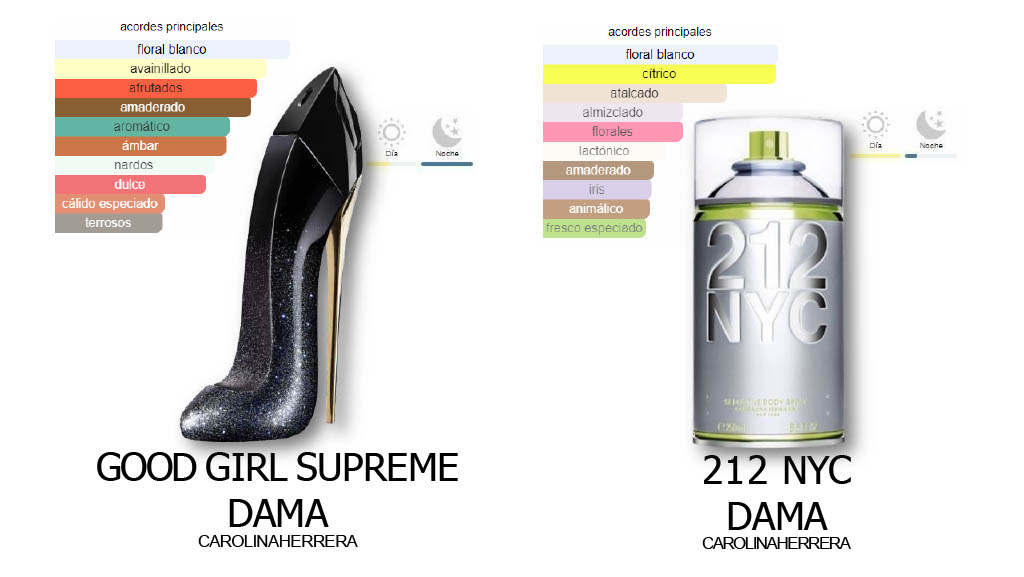 acordes principales
floral blanco
avainillado
afrutados
amaderado
aromático
ámbar
nardos
dulce
cálido especiado
terrosos
Día
Noche
GOOD GIRL SUPREME
DAMA
CAROLINAHERRERA
acordes principales
floral blanco
cítrico
atalcado
almizclado
florales
lactónico
amaderado
iris
animálico
fresco especiado
Día
Noche
212
NYC
212 NYC
DAMA
CAROLINAHERRERA